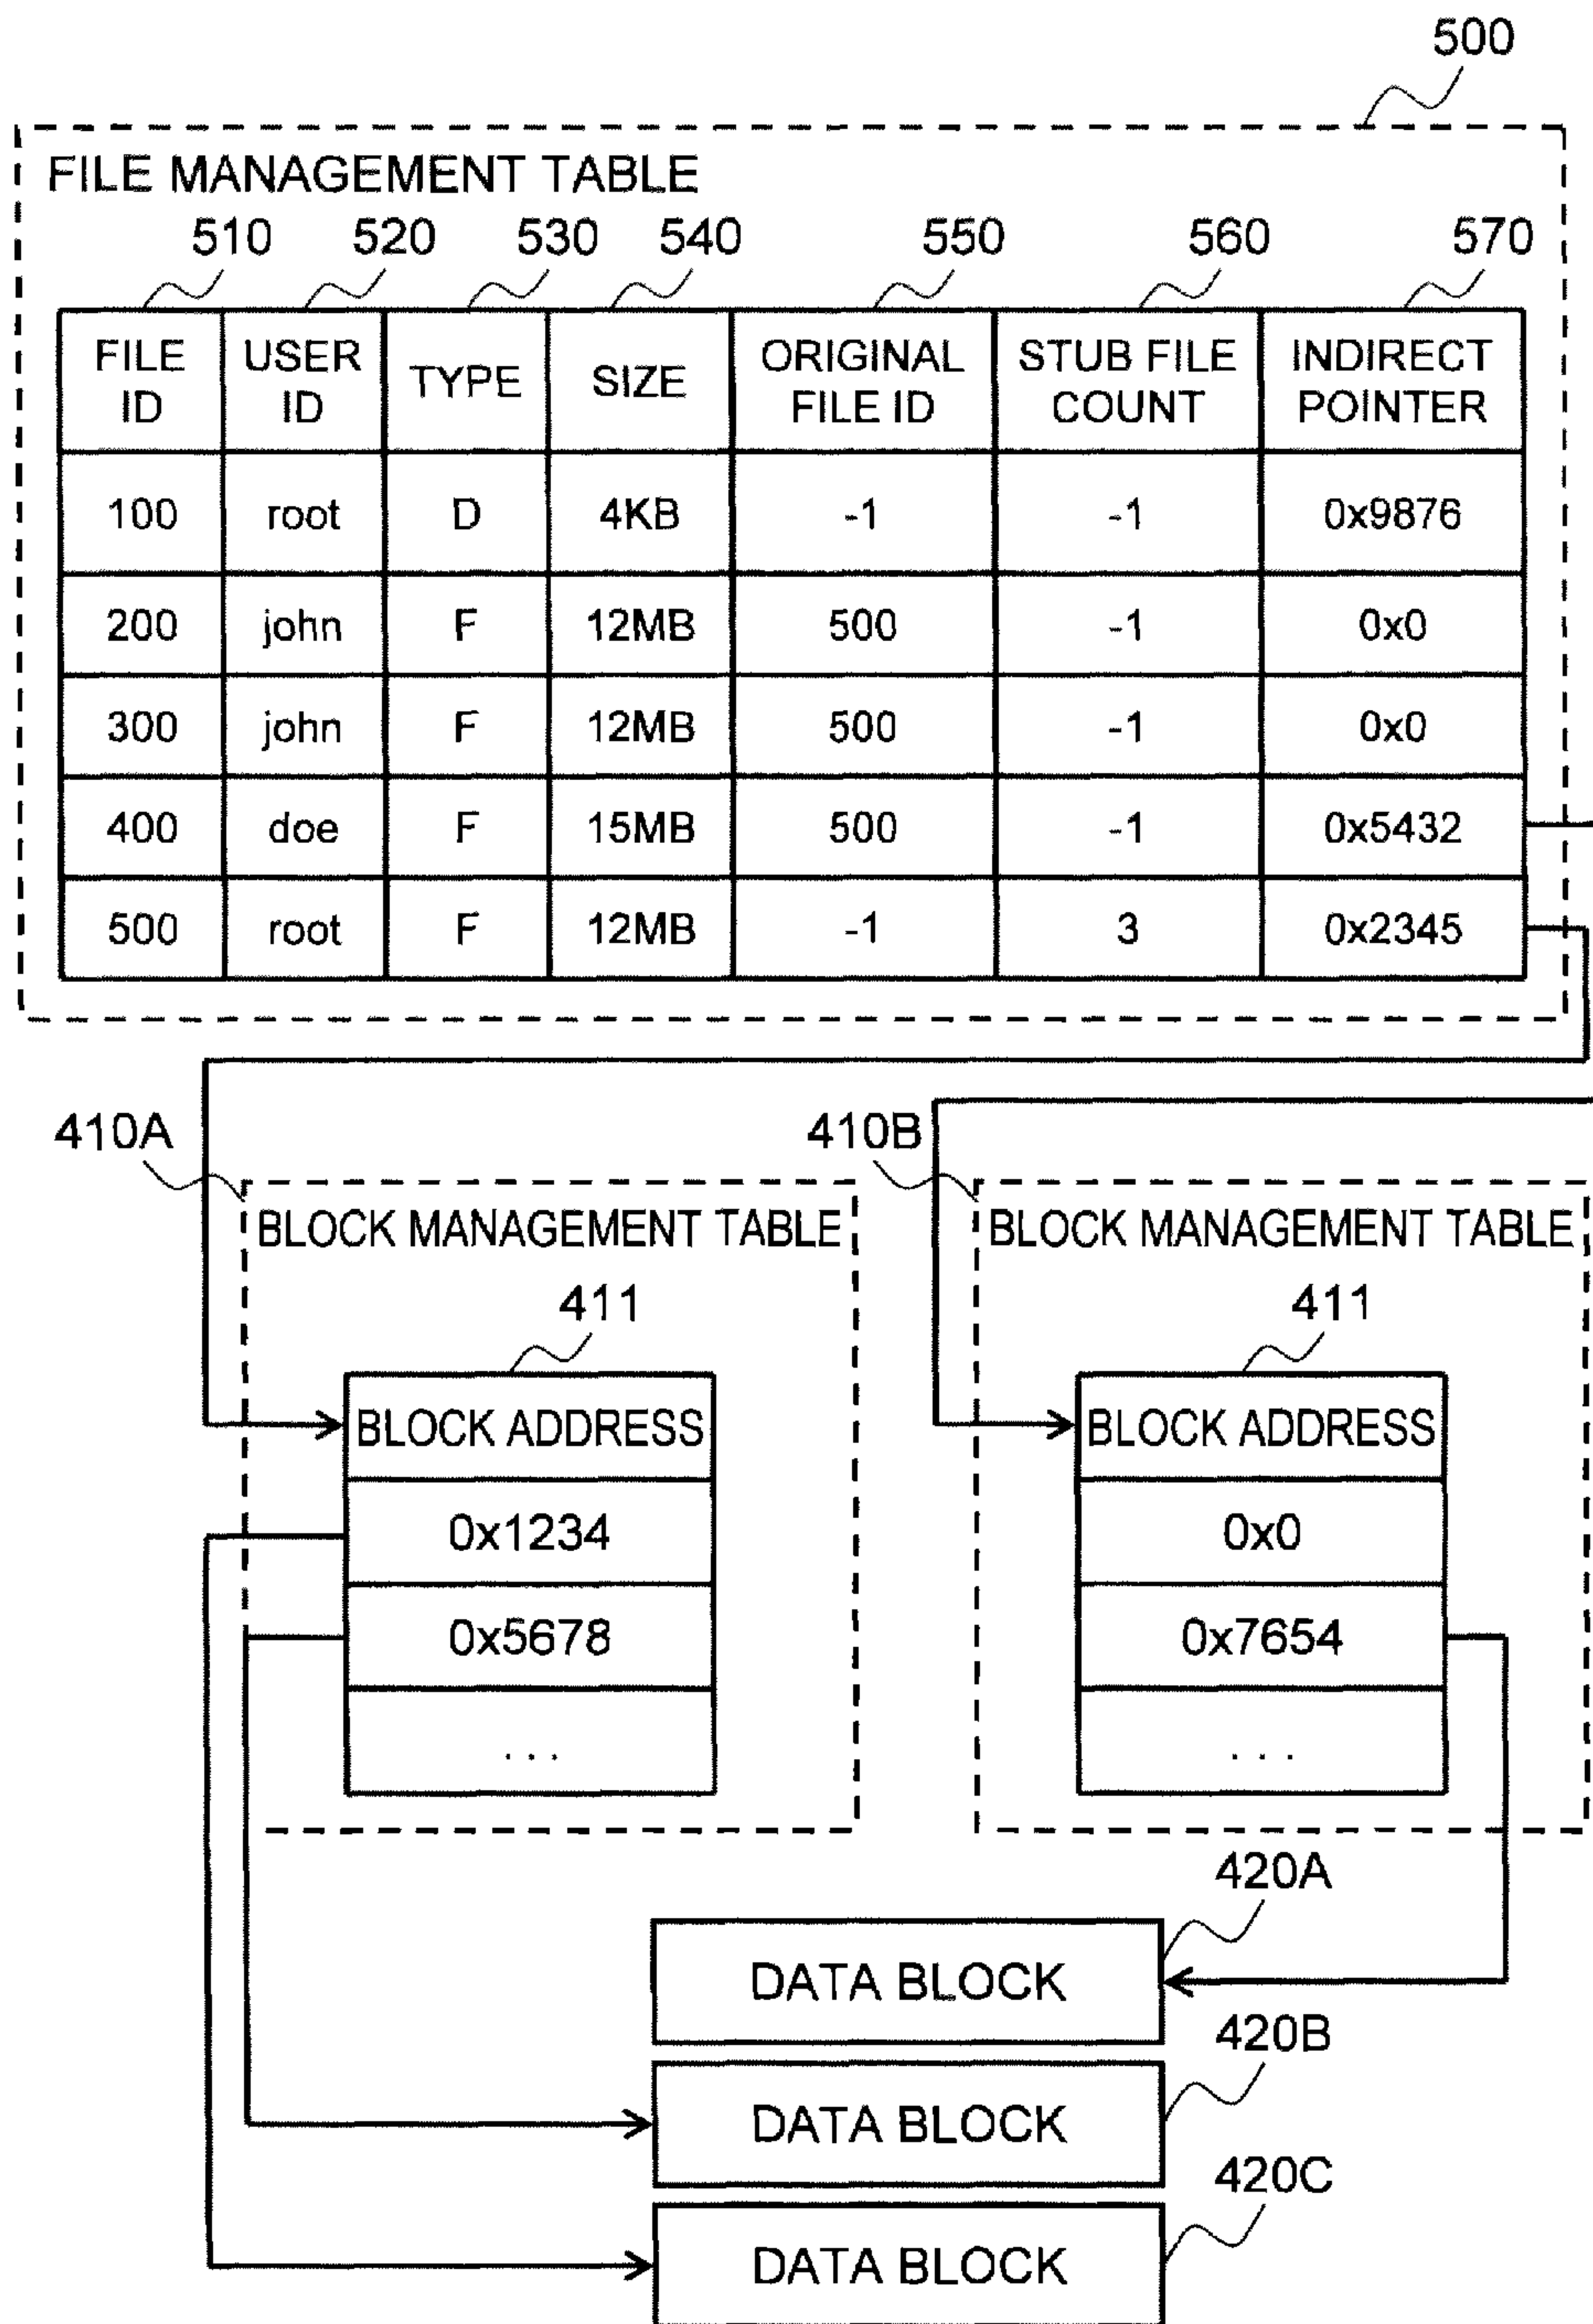 500
FILE MANAGEMENT TABLE
510 520 530 540 550 560 570
FILE ID USER ID TYPE SIZE ORIGINAL FILE ID STUB FILE COUNT INDIRECT POINTER
100 root D 4KB -1 -1 0x9876
200 john F 12MB 500 -1 0x0
300 john F 12MB 500 -1 0x0
400 doe F 15MB 500 -1 0x5432
500 root F 12MB -1 3 0x2345
410A 410B
BLOCK MANAGEMENT TABLE BLOCK MANAGEMENT TABLE
411 411
BLOCK ADDRESS BLOCK ADDRESS
0x1234 0x0
0x5678 0x7654
... ...
420A
DATA BLOCK
420B
DATA BLOCK
420C
DATA BLOCK